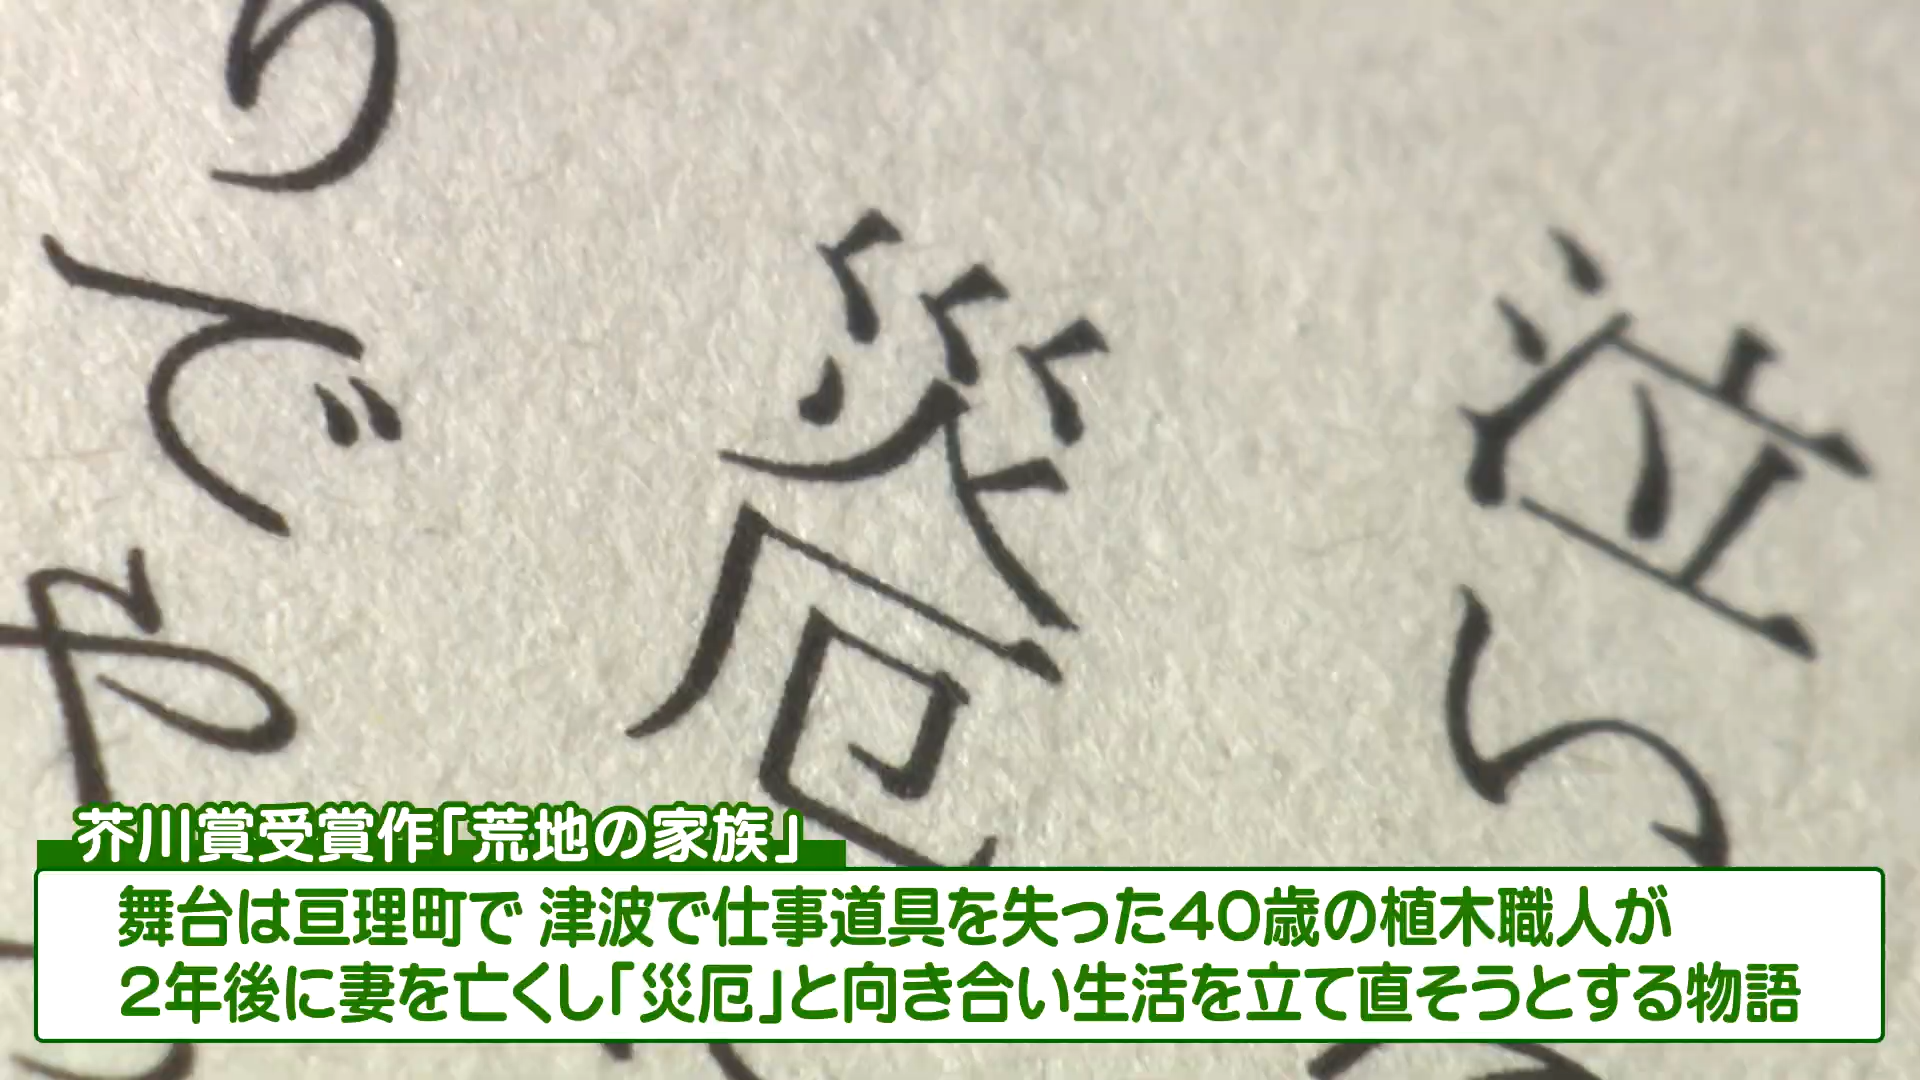 泣い
災厄
りでや
芥川賞受賞作「荒地の家族」
舞台は亘理町で 津波で仕事道具を失った40歳の植木職人が
2年後に妻を亡くし「災厄」と向き合い生活を立て直そうとする物語